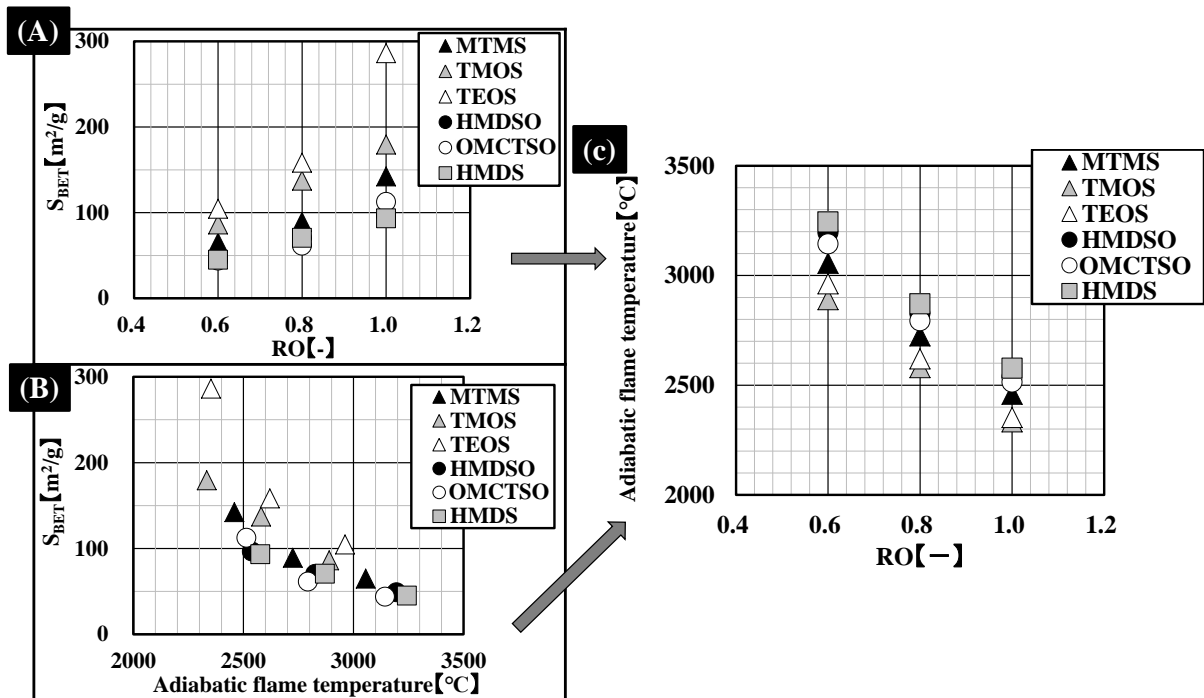 (A)
300
200
100
0
0.4 0.6 0.8 1.0 1.2
RO【-】
S_BET【m²/g】
MTMS
TMOS
TEOS
HMDSO
OMCTSO
HMDS
(B)
300
200
100
0
2000 2500 3000 3500
Adiabatic flame temperature【°C】
S_BET【m²/g】
MTMS
TMOS
TEOS
HMDSO
OMCTSO
HMDS
(c)
Adiabatic flame temperature【°C】
3500
3000
2500
2000
0.4 0.6 0.8 1.0 1.2
RO【—】
MTMS
TMOS
TEOS
HMDSO
OMCTSO
HMDS